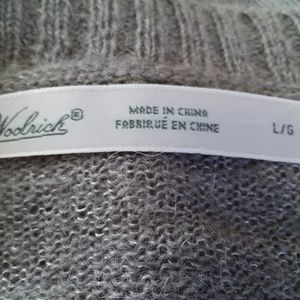 Woolrich®
MADE IN CHINA
FABRIQUÉ EN CHINE
L/G